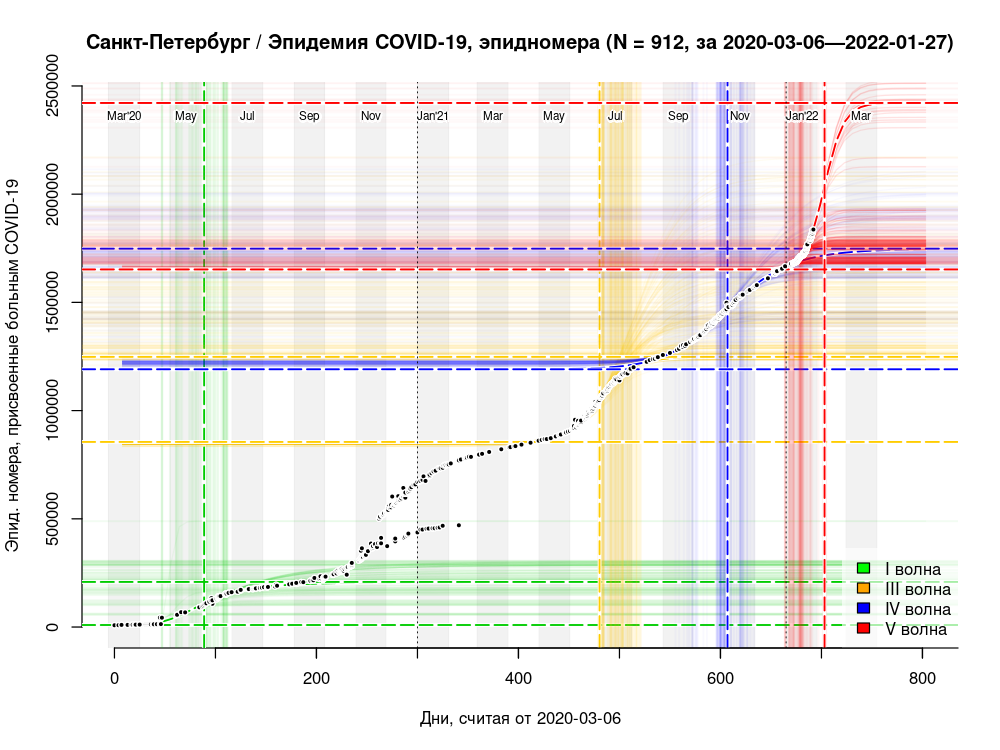 Санкт-Петербург / Эпидемия COVID-19, эпидномера (N = 912, за 2020-03-06—2022-01-27)
Эпид. номера, присвоенные больным COVID-19
2500000
2000000
1500000
1000000
500000
0
Mar'20 May Jul Sep Nov Jan'21 Mar May Jul Sep Nov Jan'22 Mar
I волна
III волна
IV волна
V волна
0 200 400 600 800
Дни, считая от 2020-03-06